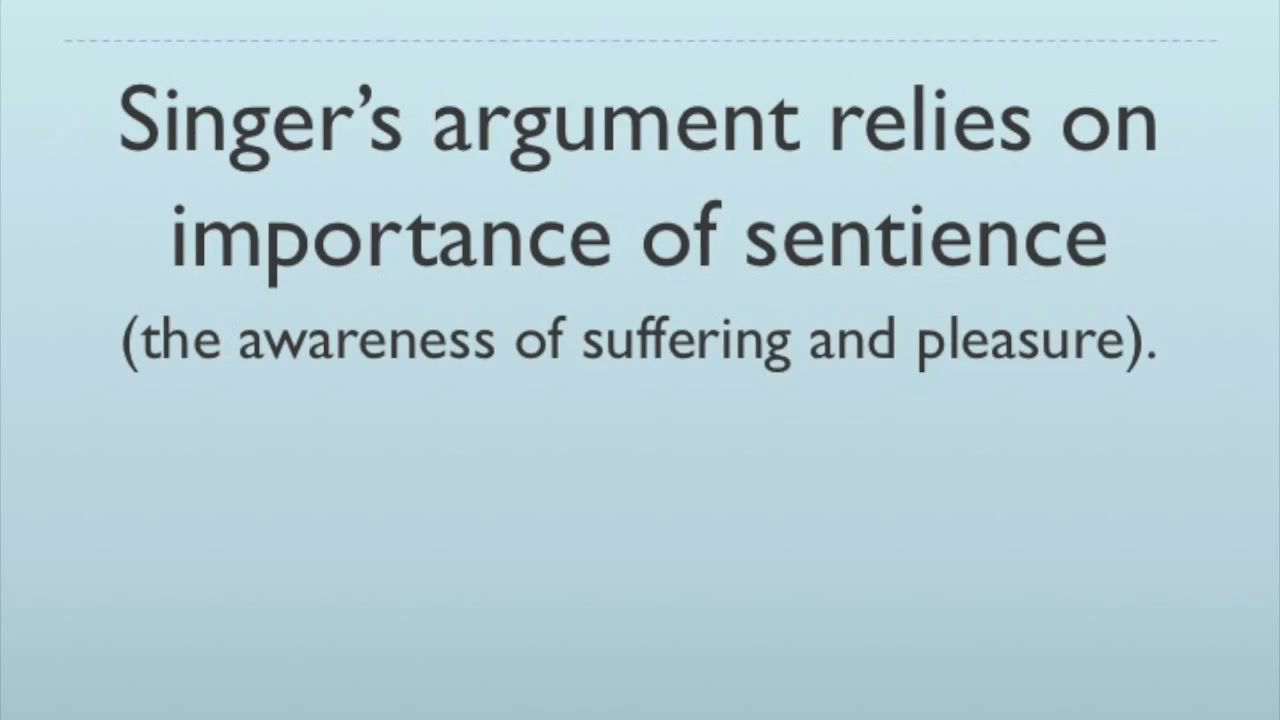 Singer’s argument relies on
importance of sentience
(the awareness of suffering and pleasure).